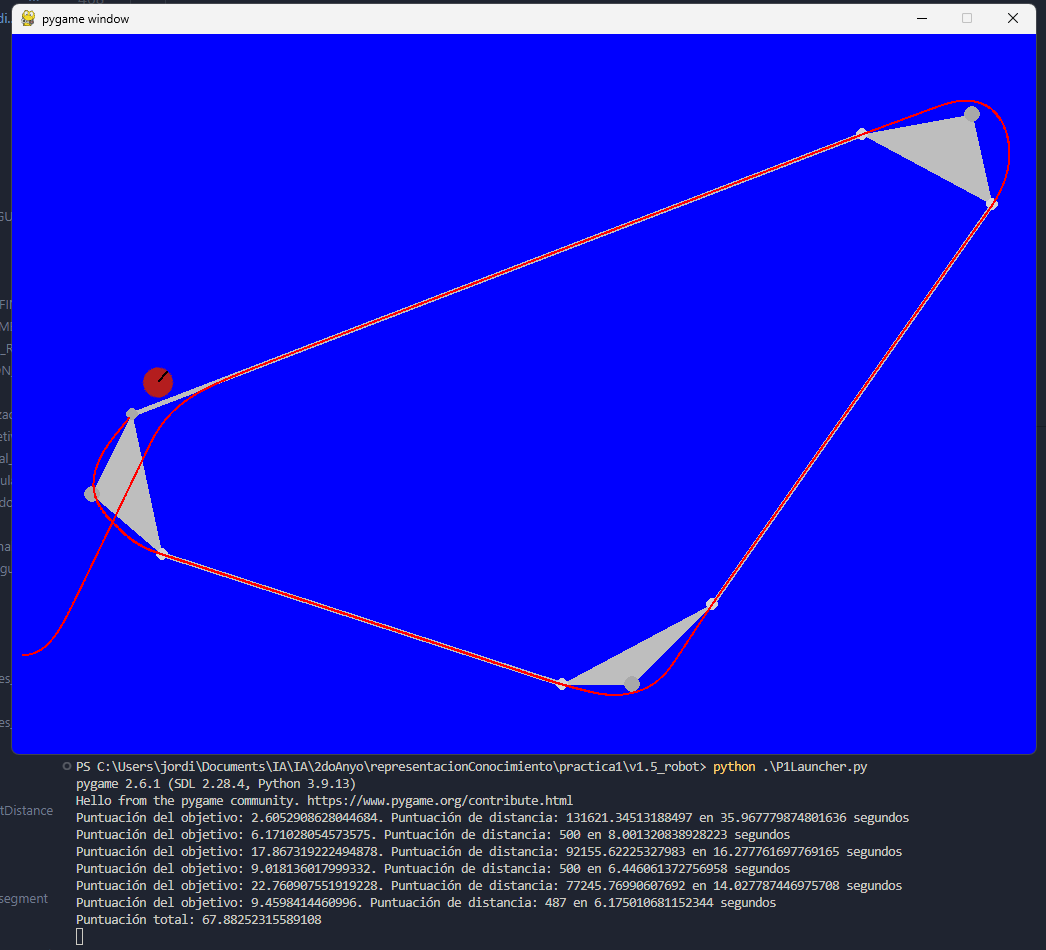 pygame window
PS C:\Users\jordi\Documents\IA\IA\2doAnyo\representacionConocimiento\practica1\v1.5_robot> python .\P1Launcher.py
pygame 2.6.1 (SDL 2.28.4, Python 3.9.13)
Hello from the pygame community. https://www.pygame.org/contribute.html
tDistance
Puntuación del objetivo: 2.6052908628044684. Puntuación de distancia: 131621.34513188497 en 35.967779874801636 segundos
Puntuación del objetivo: 6.171028054573575. Puntuación de distancia: 500 en 8.001320838928223 segundos
Puntuación del objetivo: 17.867319222494878. Puntuación de distancia: 92155.62225327983 en 16.277761697769165 segundos
Puntuación del objetivo: 9.018136017999332. Puntuación de distancia: 500 en 6.446061372756958 segundos
Puntuación del objetivo: 22.760907551919228. Puntuación de distancia: 77245.76990607692 en 14.027787446975708 segundos
segment
Puntuación del objetivo: 9.4598414460996. Puntuación de distancia: 487 en 6.175010681152344 segundos
Puntuación total: 67.88252315589108